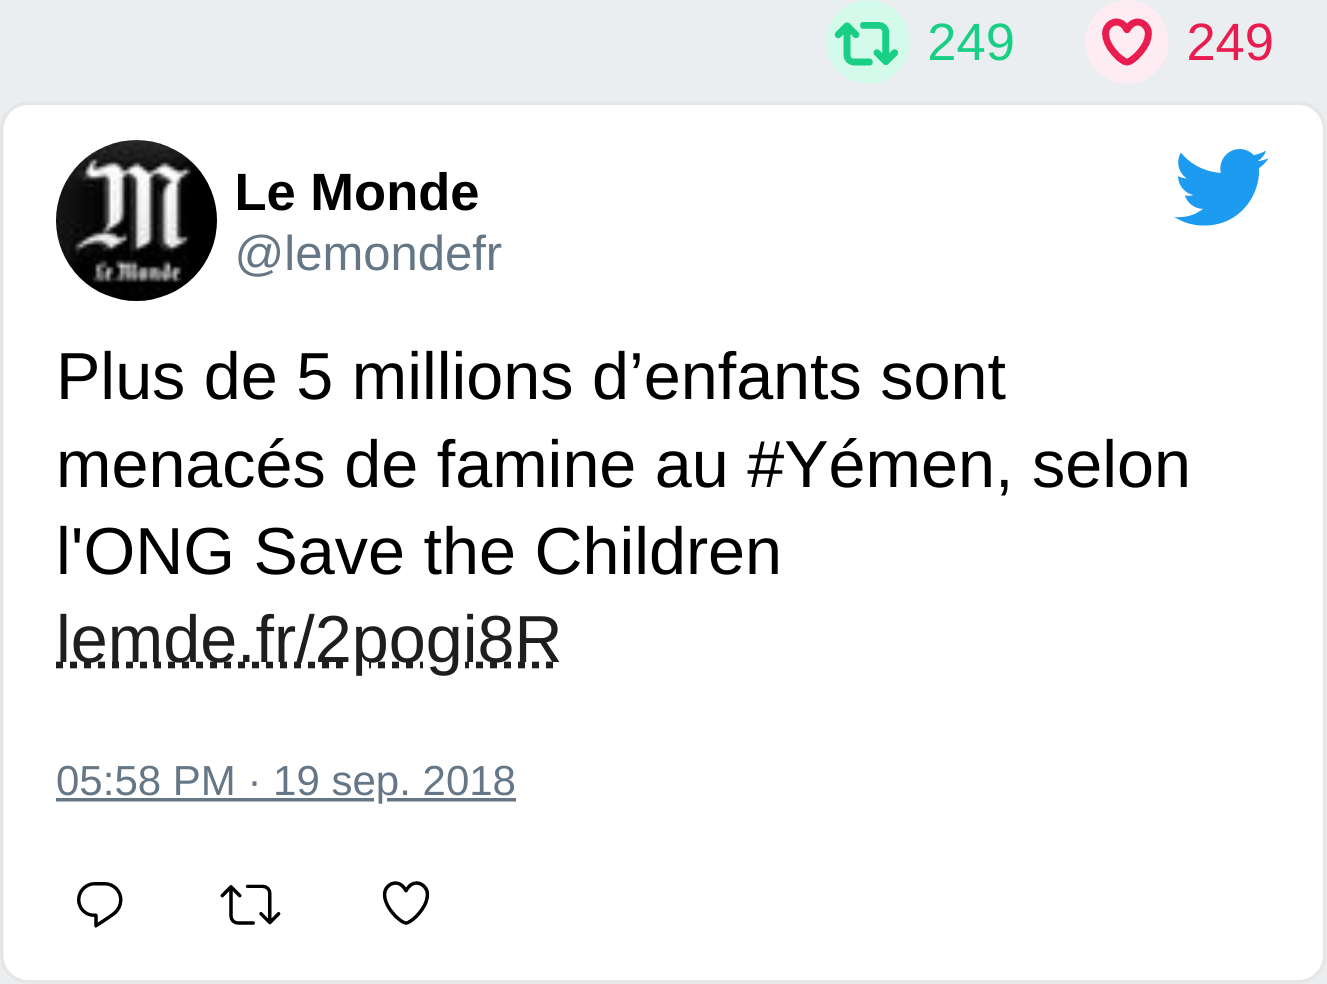 249 249
Le Monde
Le Monde
@lemondefr
Plus de 5 millions d’enfants sont
menacés de famine au #Yémen, selon
l'ONG Save the Children
lemde.fr/2pogi8R
05:58 PM · 19 sep. 2018